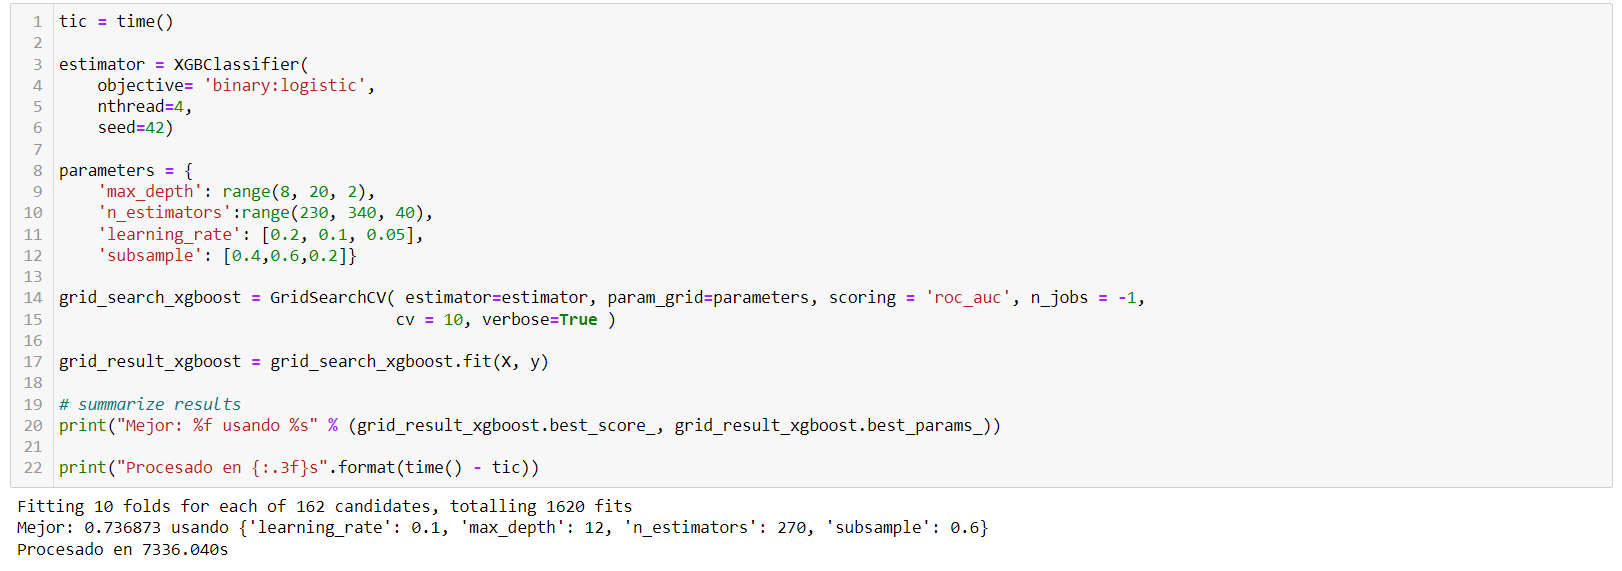 1 tic = time()
2
3 estimator = XGBClassifier(
4     objective= 'binary:logistic',
5     nthread=4,
6     seed=42)
7
8 parameters = {
9     'max_depth': range(8, 20, 2),
10     'n_estimators':range(230, 340, 40),
11     'learning_rate': [0.2, 0.1, 0.05],
12     'subsample': [0.4,0.6,0.2]}
13
14 grid_search_xgboost = GridSearchCV( estimator=estimator, param_grid=parameters, scoring = 'roc_auc', n_jobs = -1,
15                                    cv = 10, verbose=True )
16
17 grid_result_xgboost = grid_search_xgboost.fit(X, y)
18
19 # summarize results
20 print("Mejor: %f usando %s" % (grid_result_xgboost.best_score_, grid_result_xgboost.best_params_))
21
22 print("Procesado en {:.3f}s".format(time() - tic))
Fitting 10 folds for each of 162 candidates, totalling 1620 fits
Mejor: 0.736873 usando {'learning_rate': 0.1, 'max_depth': 12, 'n_estimators': 270, 'subsample': 0.6}
Procesado en 7336.040s